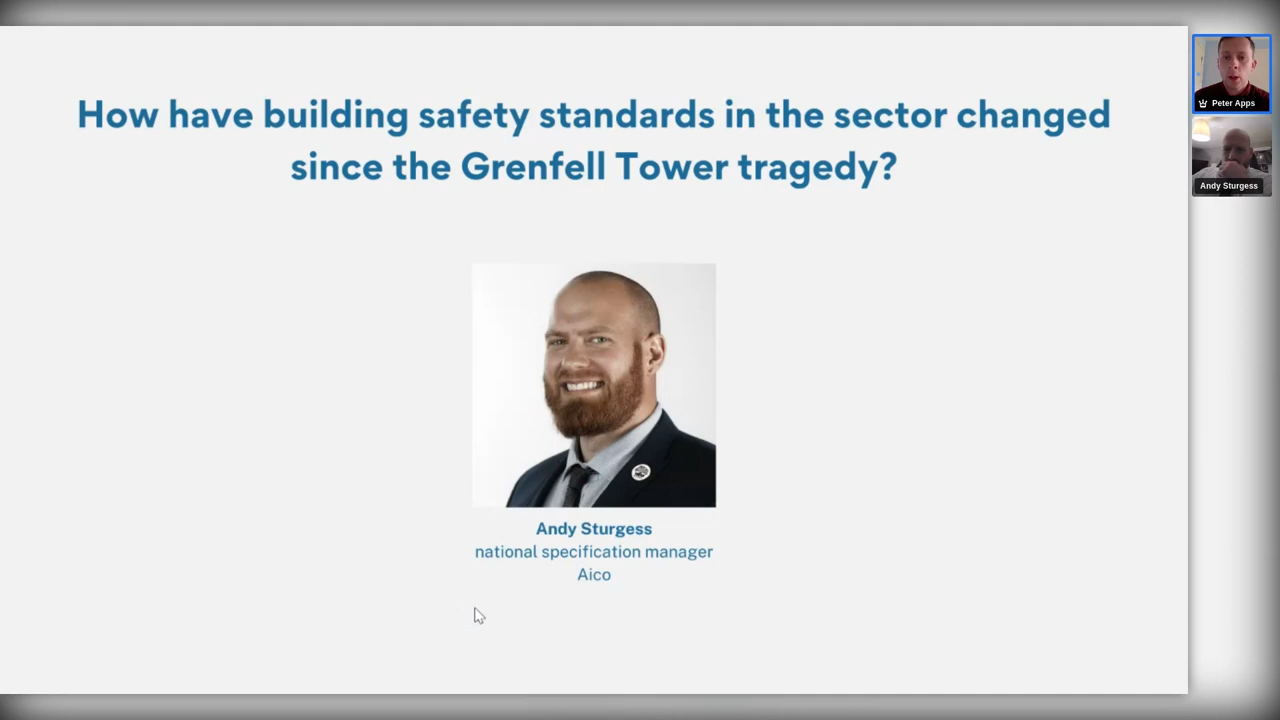 How have building safety standards in the sector changed
since the Grenfell Tower tragedy?
Andy Sturgess
national specification manager
Aico
Peter Apps
Andy Sturgess